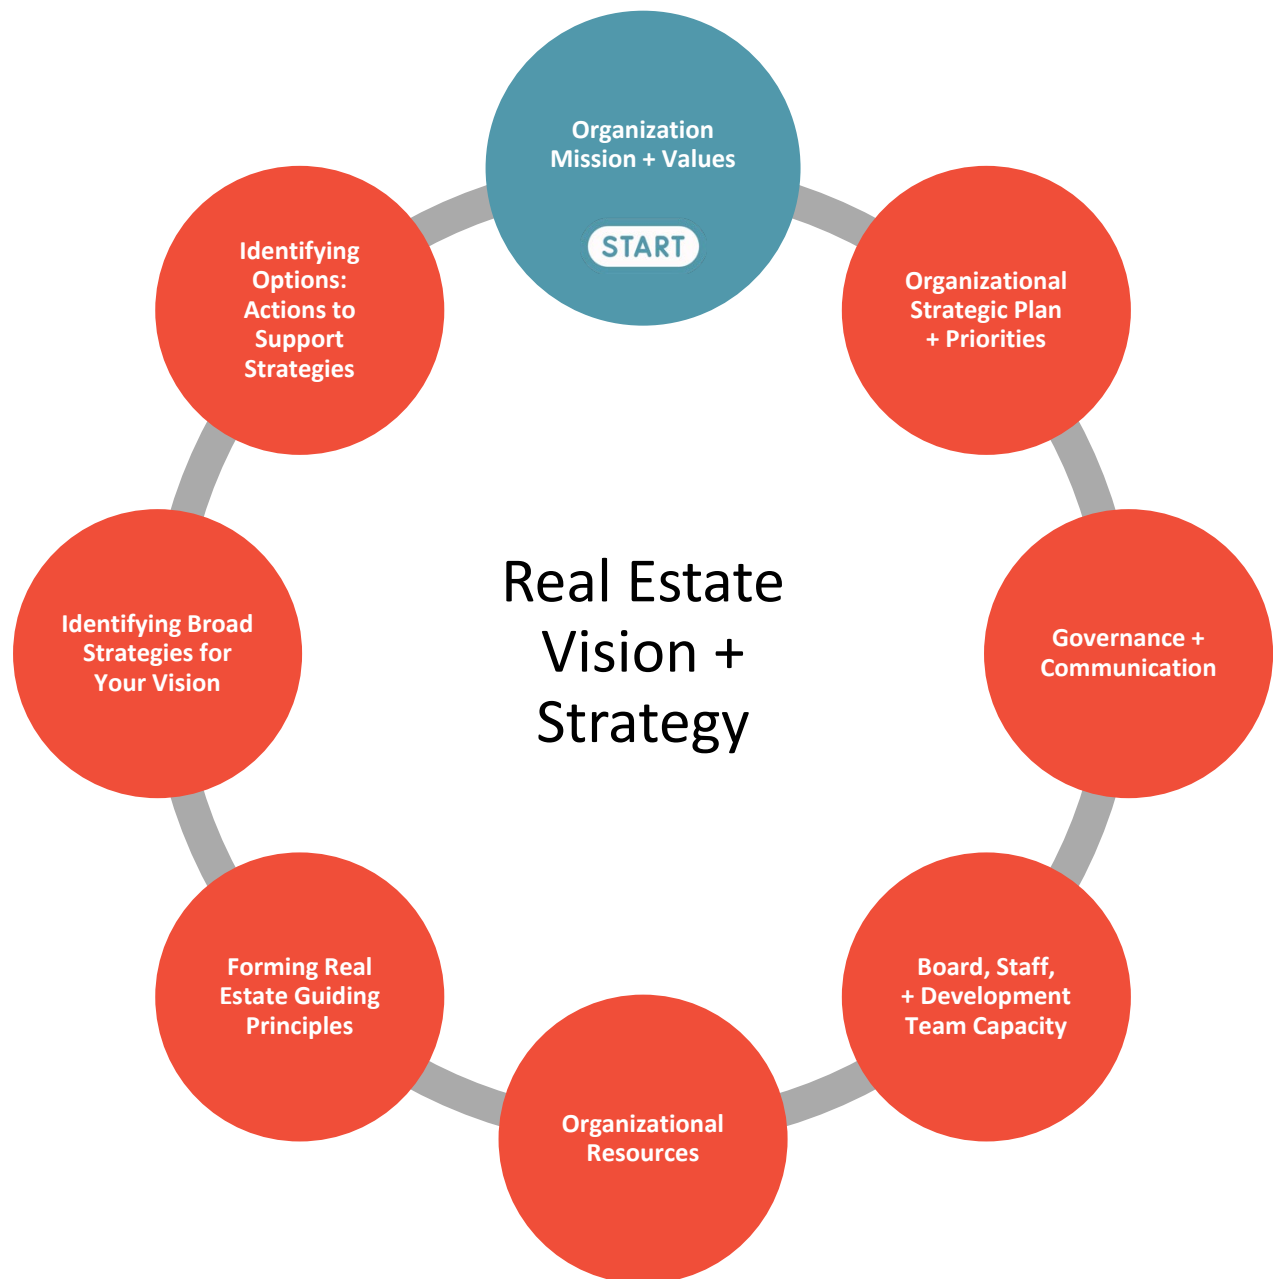 Organization
Mission + Values
START
Organizational
Strategic Plan
+ Priorities
Governance +
Communication
Board, Staff,
+ Development
Team Capacity
Organizational
Resources
Forming Real
Estate Guiding
Principles
Identifying Broad
Strategies for
Your Vision
Identifying
Options:
Actions to
Support
Strategies
Real Estate
Vision +
Strategy